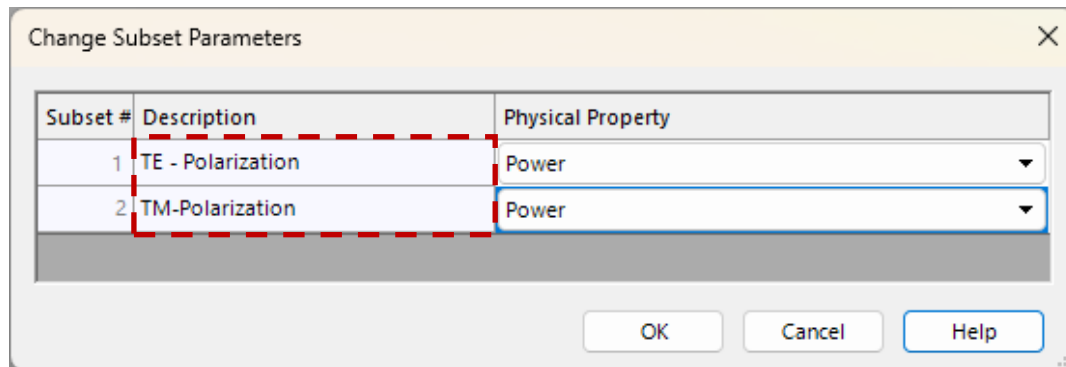 Change Subset Parameters
Subset # Description Physical Property
1 TE - Polarization Power
2 TM-Polarization Power
OK Cancel Help